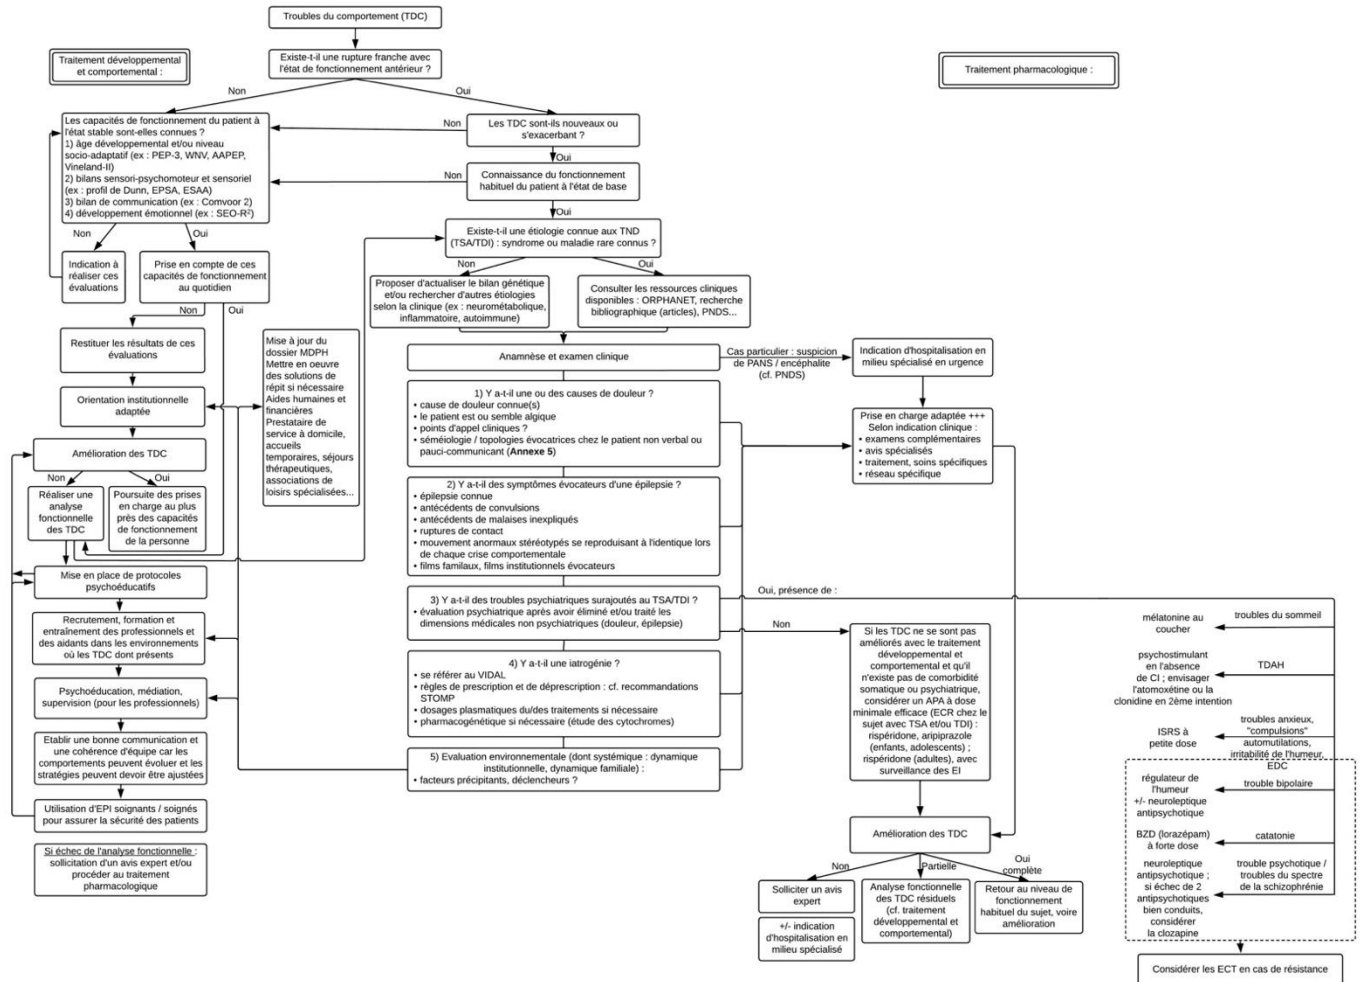 Troubles du comportement (TDC)
Traitement développemental
et comportemental :
Existe-t-il une rupture franche avec
l'état de fonctionnement antérieur ?
Traitement pharmacologique :
Non
Oui
Les capacités de fonctionnement du patient à
l'état stable sont-elles connues ?
1) âge développemental et/ou niveau
socio-adaptatif (ex : PEP-3, WNV, AAPEP,
Vineland-II)
2) bilans sensori-psychomoteur et sensoriel
(ex : profil de Dunn, EPSA, ESAA)
3) bilan de communication (ex : Comvoor 2)
4) développement émotionnel (ex : SEO-R²)
Non
Les TDC sont-ils nouveaux ou
s'exacerbant ?
Oui
Non
Connaissance du fonctionnement
habituel du patient à l'état de base
Oui
Existe-t-il une étiologie connue aux TND
(TSA/TDI) : syndrome ou maladie rare connus ?
Non
Oui
Non
Oui
Indication à
réaliser ces
évaluations
Prise en compte de ces
capacités de fonctionnement
au quotidien
Proposer d'actualiser le bilan génétique
et/ou rechercher d'autres étiologies
selon la clinique (ex : neurométabolique,
inflammatoire, autoimmune)
Consulter les ressources cliniques
disponibles : ORPHANET, recherche
bibliographique (articles), PNDS...
Non
Oui
Restituer les résultats de ces
évaluations
Orientation institutionnelle
adaptée
Amélioration des TDC
Non
Oui
Réaliser une
analyse
fonctionnelle
des TDC
Poursuite des prises
en charge au plus
près des capacités
de fonctionnement
de la personne
Mise à jour du
dossier MDPH
Mettre en oeuvre
des solutions de
répit si nécessaire
Aides humaines et
financières
Prestataire de
service à domicile,
accueils
temporaires, séjours
thérapeutiques,
associations de
loisirs spécialisées...
Mise en place de protocoles
psychoéducatifs
Recrutement, formation et
entraînement des professionnels et
des aidants dans les environnements
où les TDC dont présents
Psychoéducation, médiation,
supervision (pour les professionnels)
Etablir une bonne communication et
une cohérence d'équipe car les
comportements peuvent évoluer et les
stratégies peuvent devoir être ajustées
Utilisation d'EPI soignants / soignés
pour assurer la sécurité des patients
Si échec de l'analyse fonctionnelle :
sollicitation d'un avis expert et/ou
procéder au traitement
pharmacologique
Anamnèse et examen clinique
Cas particulier : suspicion
de PANS / encéphalite
(cf. PNDS)
Indication d'hospitalisation en
milieu spécialisé en urgence
1) Y a-t-il une ou des causes de douleur ?
• cause de douleur connue(s)
• le patient est ou semble algique
• points d'appel cliniques ?
• séméiologie / topologies évocatrices chez le patient non verbal ou
pauci-communicant (Annexe 5)
Prise en charge adaptée +++
Selon indication clinique :
• examens complémentaires
• avis spécialisés
• traitement, soins spécifiques
• réseau spécifique
2) Y a-t-il des symptômes évocateurs d'une épilepsie ?
• épilepsie connue
• antécédents de convulsions
• antécédents de malaises inexpliqués
• ruptures de contact
• mouvement anormaux stéréotypés se reproduisant à l'identique lors
de chaque crise comportementale
• films familaux, films institutionnels évocateurs
3) Y a-t-il des troubles psychiatriques surajoutés au TSA/TDI ?
• évaluation psychiatrique après avoir éliminé et/ou traité les
dimensions médicales non psychiatriques (douleur, épilepsie)
Oui, présence de :
Non
4) Y a-t-il une iatrogénie ?
• se référer au VIDAL
• règles de prescription et de déprescription : cf. recommandations
STOMP
• dosages plasmatiques du/des traitements si nécessaire
• pharmacogénétique si nécessaire (étude des cytochromes)
5) Evaluation environnementale (dont systémique : dynamique
institutionnelle, dynamique familiale) :
• facteurs précipitants, déclencheurs ?
Si les TDC ne se sont pas
améliorés avec le traitement
développemental et
comportemental et qu'il
n'existe pas de comorbidité
somatique ou psychiatrique,
considérer un APA à dose
minimale efficace (ECR chez le
sujet avec TSA et/ou TDI) :
rispéridone, aripiprazole
(enfants, adolescents) ;
rispéridone (adultes), avec
surveillance des EI
Amélioration des TDC
Non
Partielle
Oui
complète
Solliciter un avis
expert
+/- indication
d'hospitalisation en
milieu spécialisé
Analyse fonctionnelle
des TDC résiduels
(cf. traitement
développemental et
comportemental)
Retour au niveau de
fonctionnement
habituel du sujet, voire
amélioration
mélatonine au
coucher
troubles du sommeil
psychostimulant
en l'absence
de CI ; envisager
l'atomoxétine ou la
clonidine en 2ème intention
TDAH
ISRS à
petite dose
troubles anxieux,
"compulsions"
automutilations,
irritabilité de l'humeur,
EDC
régulateur de
l'humeur
+/- neuroleptique
antipsychotique
trouble bipolaire
BZD (lorazépam)
à forte dose
catatonie
neuroleptique
antipsychotique ;
si échec de 2
antipsychotiques
bien conduits,
considérer
la clozapine
trouble psychotique /
troubles du spectre
de la schizophrénie
Considérer les ECT en cas de résistance